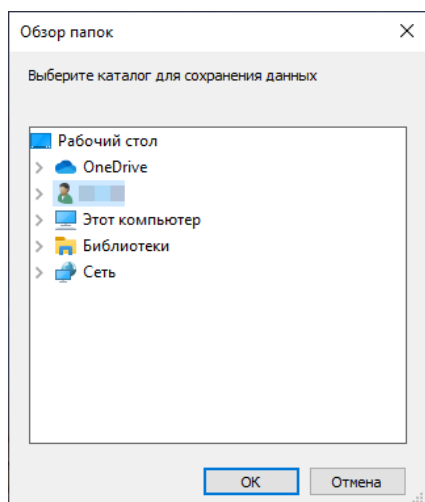 Обзор папок
Выберите каталог для сохранения данных
Рабочий стол
OneDrive
Этот компьютер
Библиотеки
Сеть
OK
Отмена